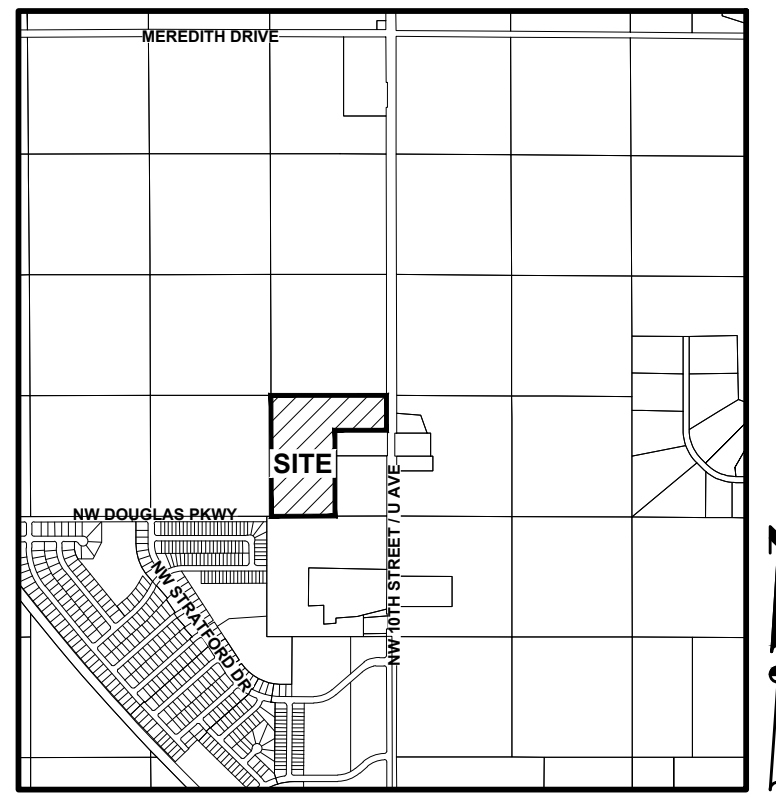 MEREDITH DRIVE
SITE
NW DOUGLAS PKWY
NW 10TH STREET / U AVE
NW STRATFORD DR